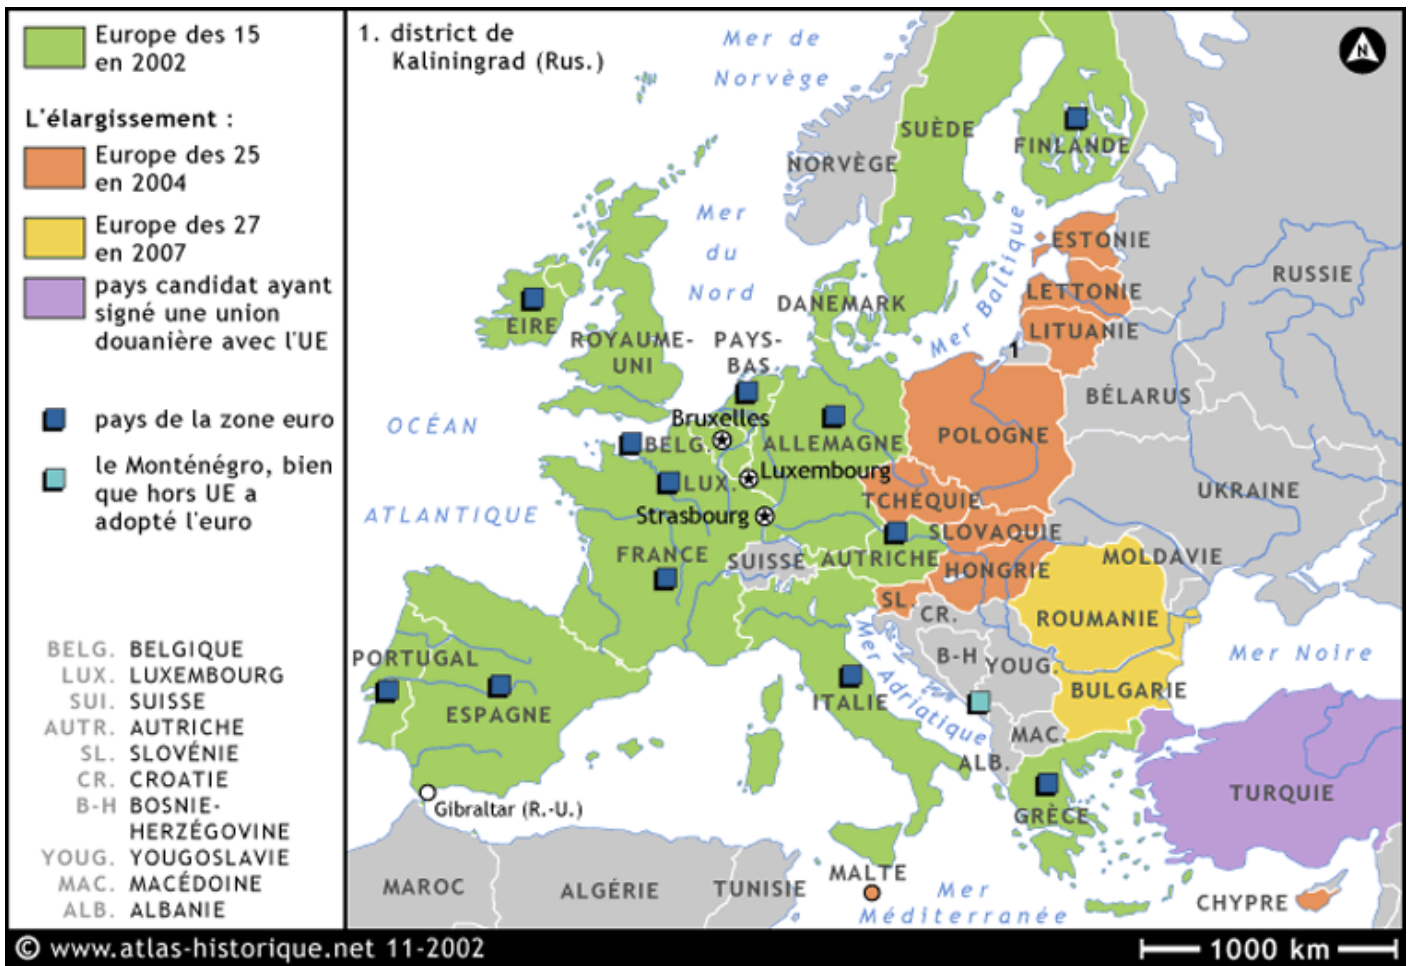 Europe des 15
en 2002
L'élargissement :
Europe des 25
en 2004
Europe des 27
en 2007
pays candidat ayant
signé une union
douanière avec l'UE
pays de la zone euro
le Monténégro, bien
que hors UE a
adopté l'euro
BELG. BELGIQUE
LUX. LUXEMBOURG
SUI. SUISSE
AUTR. AUTRICHE
SL. SLOVÉNIE
CR. CROATIE
B-H BOSNIE-
HERZÉGOVINE
YOUG. YOUGOSLAVIE
MAC. MACÉDOINE
ALB. ALBANIE
1. district de
Kaliningrad (Rus.)
Mer de
Norvège
N
SUÈDE
FINLANDE
NORVÈGE
Mer
du
Nord
Mer Baltique
ESTONIE
RUSSIE
LETTONIE
DANEMARK
LITUANIE
1
EIRE
ROYAUME-
UNI
PAYS-
BAS
BÉLARUS
OCÉAN
ATLANTIQUE
Bruxelles
BELG.
ALLEMAGNE
POLOGNE
LUX.
Luxembourg
TCHÉQUIE
UKRAINE
Strasbourg
SLOVAQUIE
FRANCE
SUISSE
AUTRICHE
HONGRIE
MOLDAVIE
SL.
CR.
ROUMANIE
Mer Adriatique
B-H
YOUG.
Mer Noire
PORTUGAL
ESPAGNE
ITALIE
BULGARIE
MAC.
ALB.
Gibraltar (R.-U.)
GRÈCE
TURQUIE
MAROC
ALGÉRIE
TUNISIE
MALTE
Mer
Méditerranée
CHYPRE
© www.atlas-historique.net 11-2002
1000 km